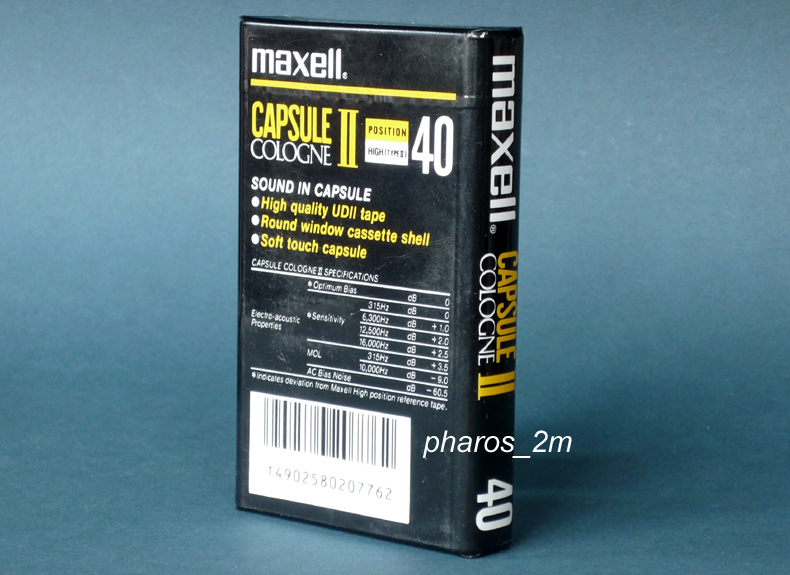 maxell®
CAPSULE II
COLOGNE
POSITION
HIGH (TYPE II)
40
SOUND IN CAPSULE
●High quality UDII tape
●Round window cassette shell
●Soft touch capsule
CAPSULE COLOGNE II SPECIFICATIONS
Electro-acoustic
Properties
*Optimum Bias dB 0
*Sensitivity 315Hz dB 0
6,300Hz dB +1.0
12,500Hz dB +2.0
16,000Hz dB +2.5
MOL 315Hz dB +3.5
10,000Hz dB -9.0
AC Bias Noise dB -60.5
*Indicates deviation from Maxell High position reference tape.
T4902580207762
maxell®
CAPSULE II
COLOGNE
40
pharos_2m